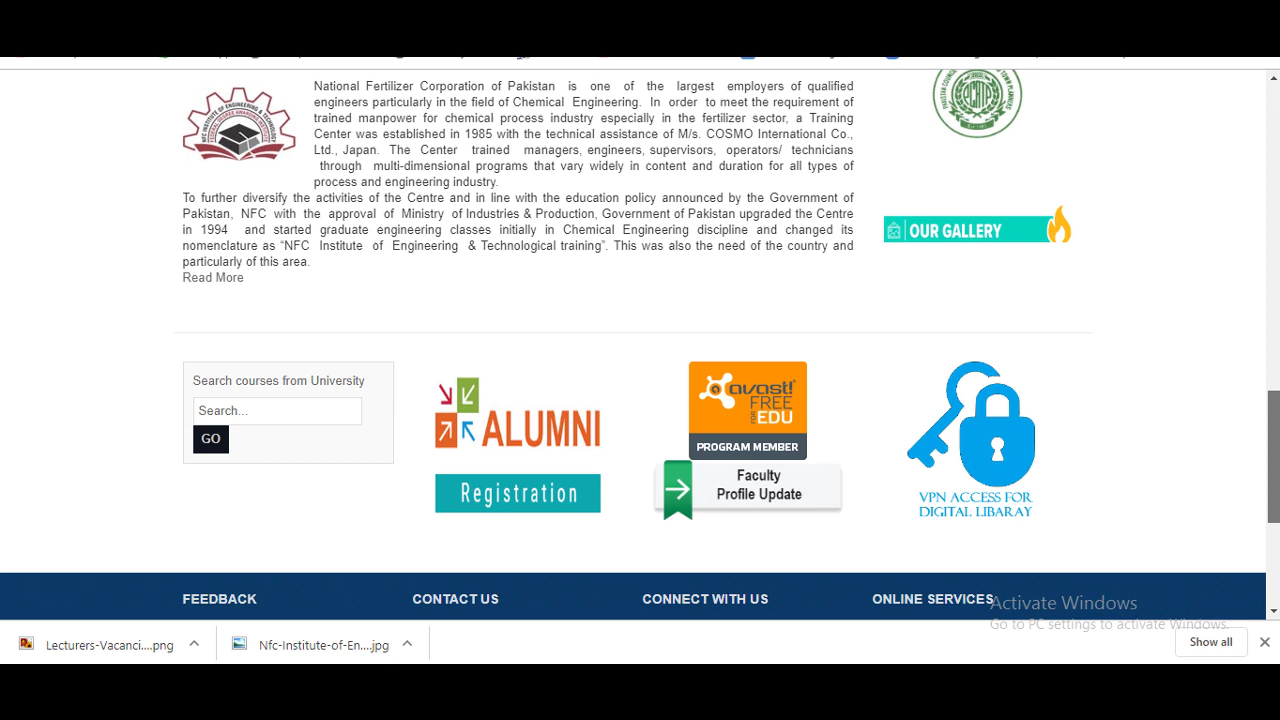 National Fertilizer Corporation of Pakistan is one of the largest employers of qualified
engineers particularly in the field of Chemical Engineering. In order to meet the requirement of
trained manpower for chemical process industry especially in the fertilizer sector, a Training
Center was established in 1985 with the technical assistance of M/s. COSMO International Co.,
Ltd., Japan. The Center trained managers, engineers, supervisors, operators/ technicians
through multi-dimensional programs that vary widely in content and duration for all types of
process and engineering industry.
To further diversify the activities of the Centre and in line with the education policy announced by the Government of
Pakistan, NFC with the approval of Ministry of Industries & Production, Government of Pakistan upgraded the Centre
in 1994 and started graduate engineering classes initially in Chemical Engineering discipline and changed its
nomenclature as “NFC Institute of Engineering & Technological training”. This was also the need of the country and
particularly of this area.
Read More
OUR GALLERY
Search courses from University
Search...
GO
ALUMNI
Registration
avast!
FREE
FOR
EDU
PROGRAM MEMBER
Faculty
Profile Update
VPN ACCESS FOR
DIGITAL LIBARAY
FEEDBACK
CONTACT US
CONNECT WITH US
ONLINE SERVICES
Activate Windows
Go to PC settings to activate Windows.
Lecturers-Vacanci....png
Nfc-Institute-of-En....jpg
Show all